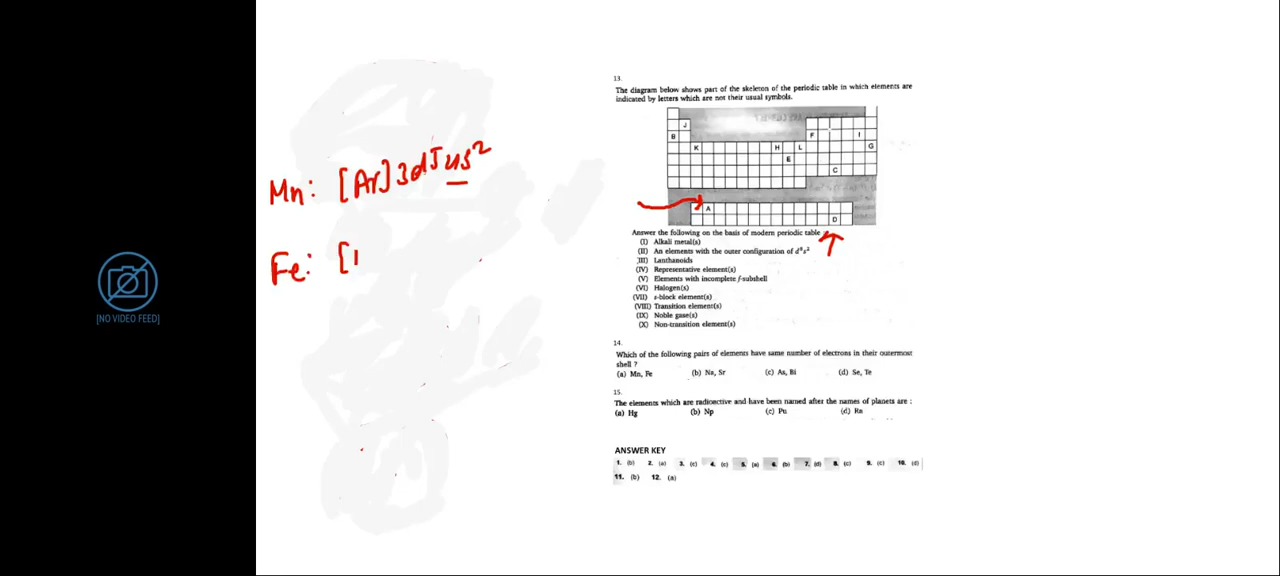 [NO VIDEO FEED]
Mn: [Ar]3d⁵ 4s²
Fe: [
13.
The diagram below shows part of the skeleton of the periodic table in which elements are
indicated by letters which are not their usual symbols.
J
B F I
K H L G
E
C
A
D
Answer the following on the basis of modern periodic table
(I) Alkali metal(s)
(II) An elements with the outer configuration of d⁸s²
(III) Lanthanoids
(IV) Representative element(s)
(V) Elements with incomplete f-subshell
(VI) Halogen(s)
(VII) s-block element(s)
(VIII) Transition element(s)
(IX) Noble gase(s)
(X) Non-transition element(s)
14.
Which of the following pairs of elements have same number of electrons in their outermost
shell ?
(a) Mn, Fe (b) Na, Sr (c) As, Bi (d) Se, Te
15.
The elements which are radioactive and have been named after the names of planets are :
(a) Hg (b) Np (c) Pu (d) Ra
ANSWER KEY
1. (b) 2. (a) 3. (c) 4. (c) 5. (a) 6. (b) 7. (d) 8. (c) 9. (c) 10. (d)
11. (b) 12. (a)